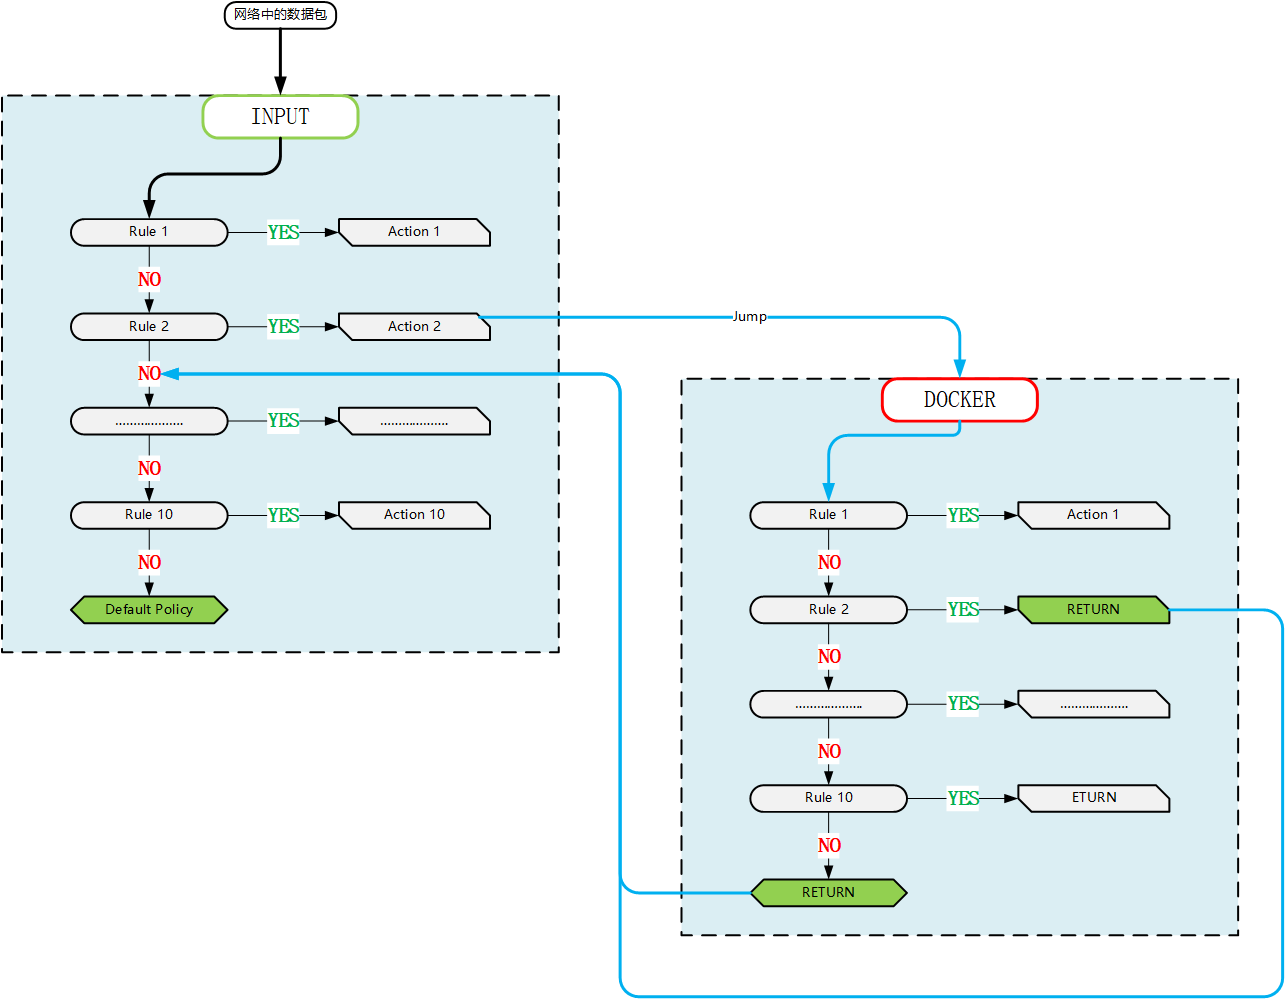 网络中的数据包
INPUT
Rule 1
YES
Action 1
NO
Rule 2
YES
Action 2
Jump
NO
...................
YES
...................
NO
Rule 10
YES
Action 10
NO
Default Policy
DOCKER
Rule 1
YES
Action 1
NO
Rule 2
YES
RETURN
NO
...................
YES
...................
NO
Rule 10
YES
ETURN
NO
RETURN